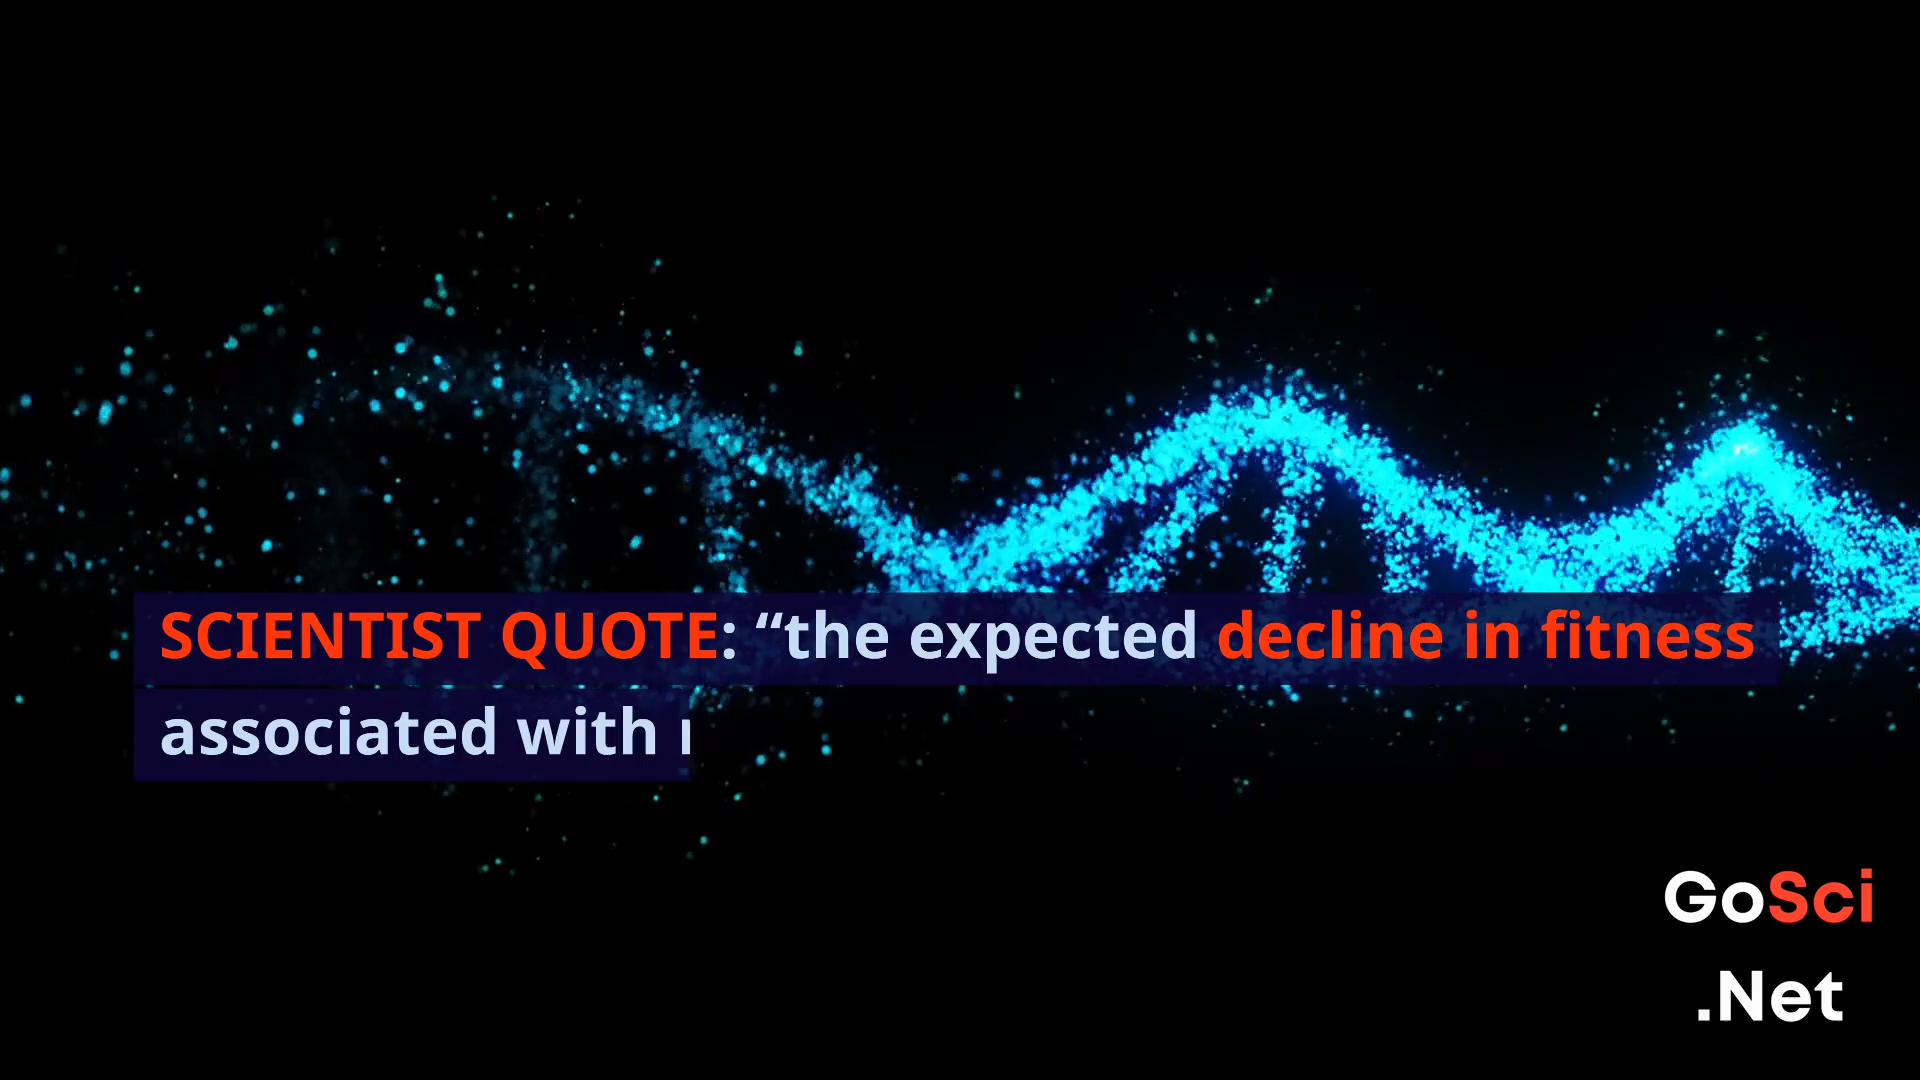 SCIENTIST QUOTE: “the expected decline in fitness
associated with
GoSci
.Net